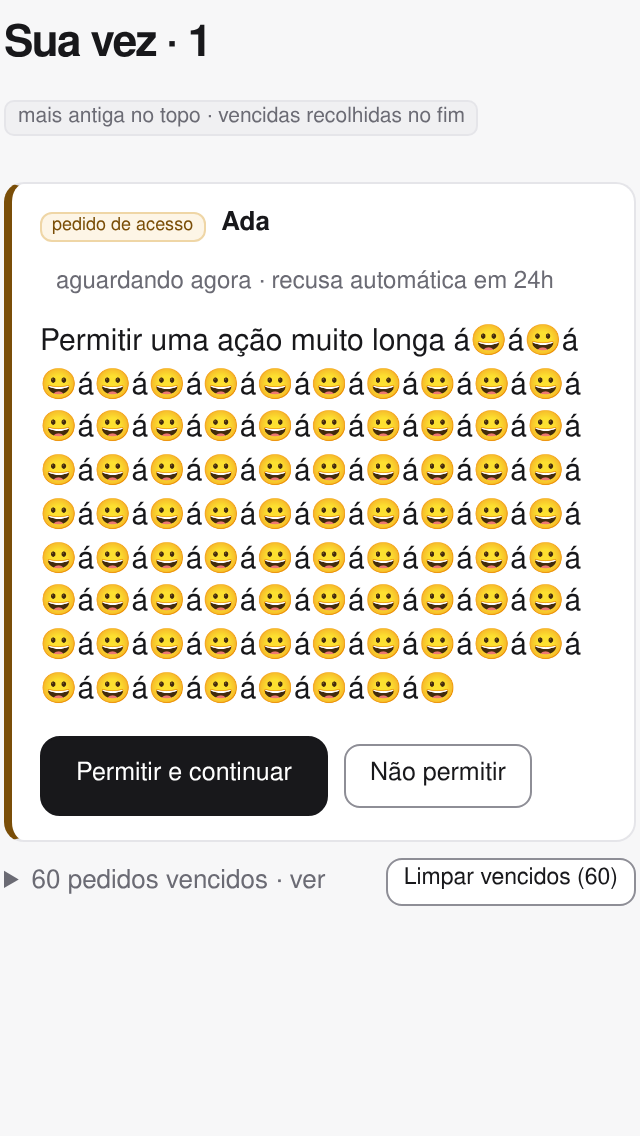 Sua vez · 1
mais antiga no topo · vencidas recolhidas no fim
pedido de acesso Ada
aguardando agora · recusa automática em 24h
Permitir uma ação muito longa á😀á😀á
😀á😀á😀á😀á😀á😀á😀á😀á😀á😀á
😀á😀á😀á😀á😀á😀á😀á😀á😀á😀á
😀á😀á😀á😀á😀á😀á😀á😀á😀á😀á
😀á😀á😀á😀á😀á😀á😀á😀á😀á😀á
😀á😀á😀á😀á😀á😀á😀á😀á😀á😀á
😀á😀á😀á😀á😀á😀á😀á😀á😀á😀á
😀á😀á😀á😀á😀á😀á😀á😀á😀á😀á
😀á😀á😀á😀á😀á😀á😀á😀
Permitir e continuar Não permitir
▶ 60 pedidos vencidos · ver Limpar vencidos (60)